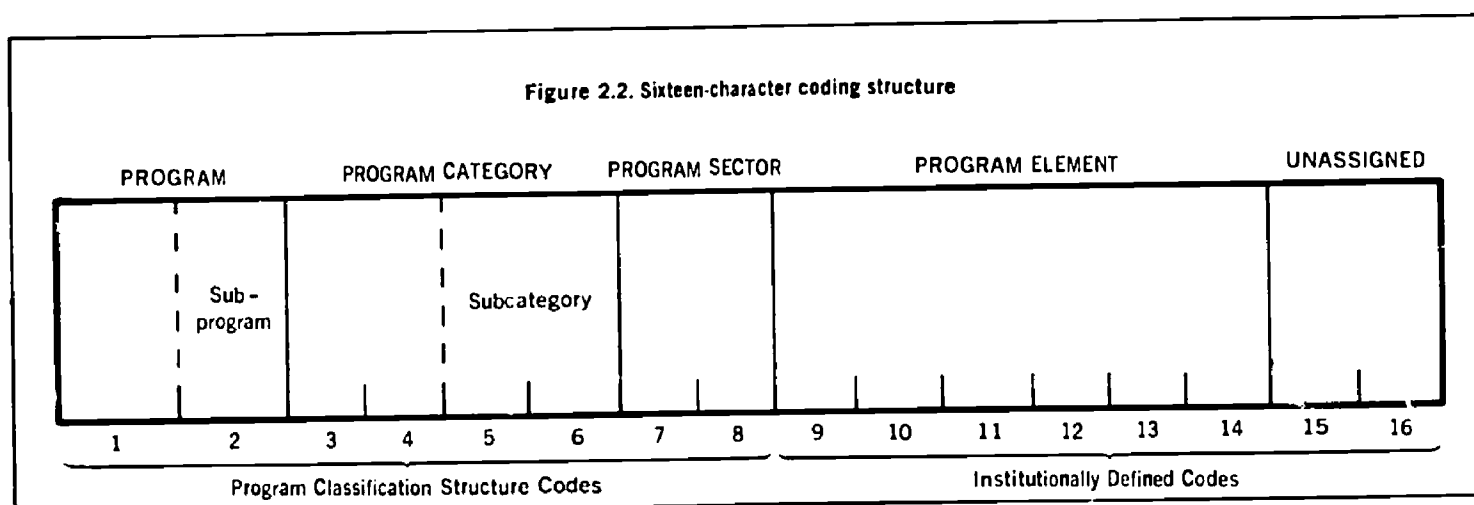 Figure 2.2. Sixteen-character coding structure
PROGRAM PROGRAM CATEGORY PROGRAM SECTOR PROGRAM ELEMENT UNASSIGNED
Sub-
program
Subcategory
1 2 3 4 5 6 7 8 9 10 11 12 13 14 15 16
Program Classification Structure Codes Institutionally Defined Codes